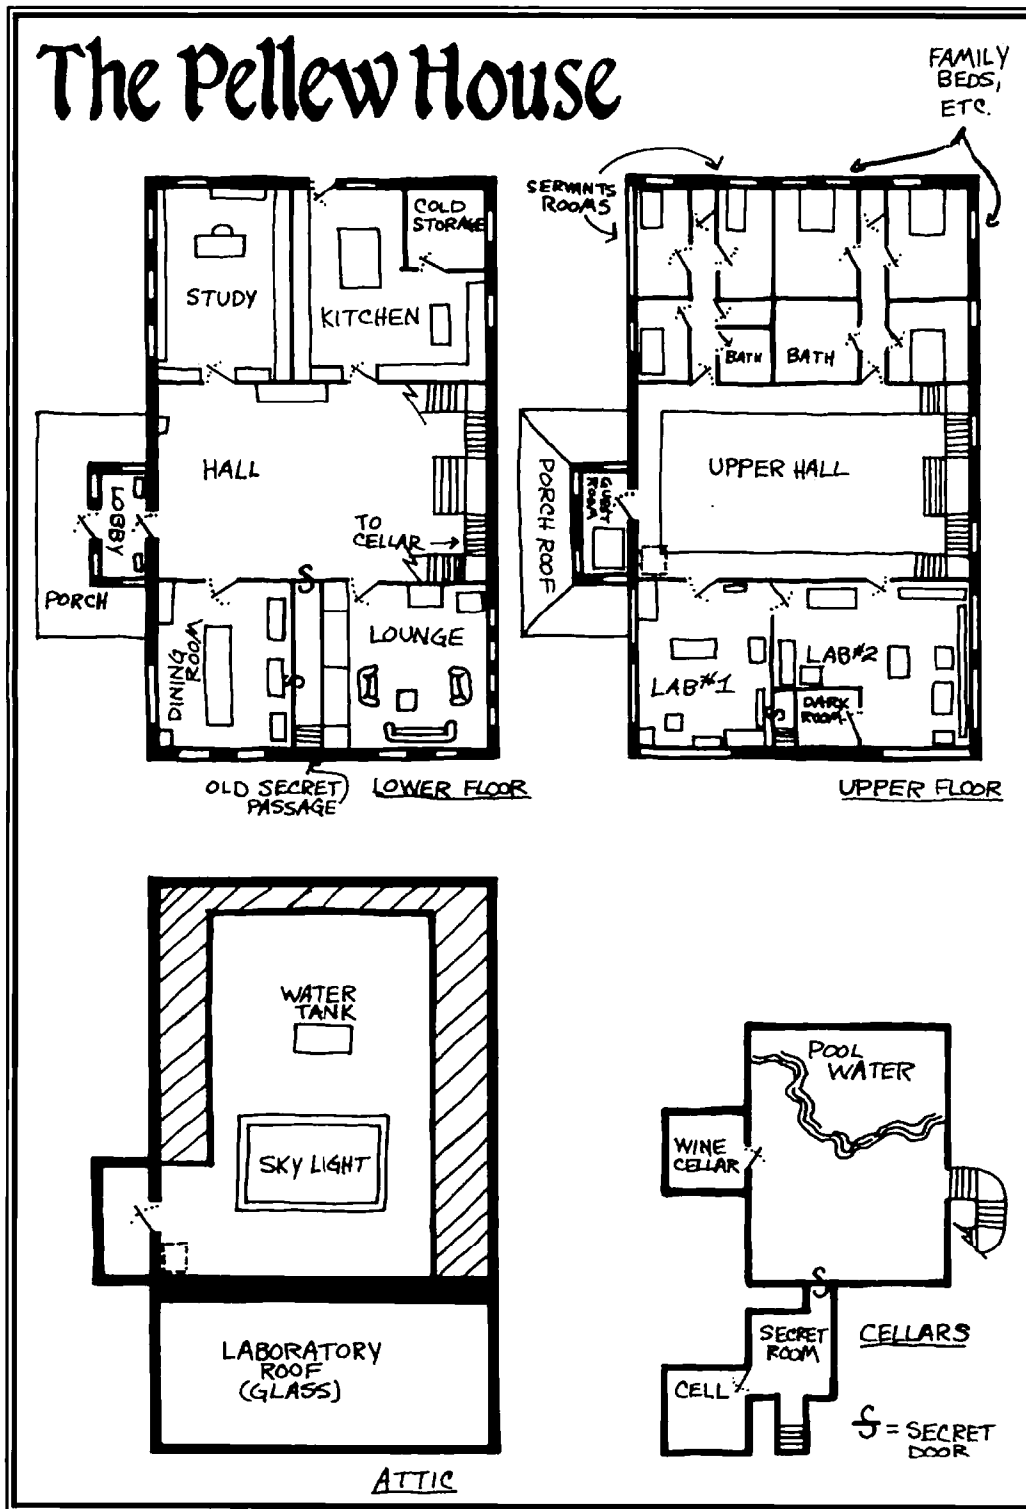 The Pellew House
FAMILY
BEDS,
ETC.
SERVANTS
ROOMS
COLD
STORAGE
STUDY
KITCHEN
BATH
BATH
HALL
LOBBY
TO
CELLAR
PORCH
UPPER HALL
PORCH ROOF
GUEST
ROOM
DINING
ROOM
S
S
LOUNGE
LAB #1
LAB #2
S
DARK
ROOM
OLD SECRET
PASSAGE
LOWER FLOOR
UPPER FLOOR
WATER
TANK
SKY LIGHT
LABORATORY
ROOF
(GLASS)
ATTIC
POOL
WATER
WINE
CELLAR
S
SECRET
ROOM
CELL
CELLARS
S = SECRET
DOOR